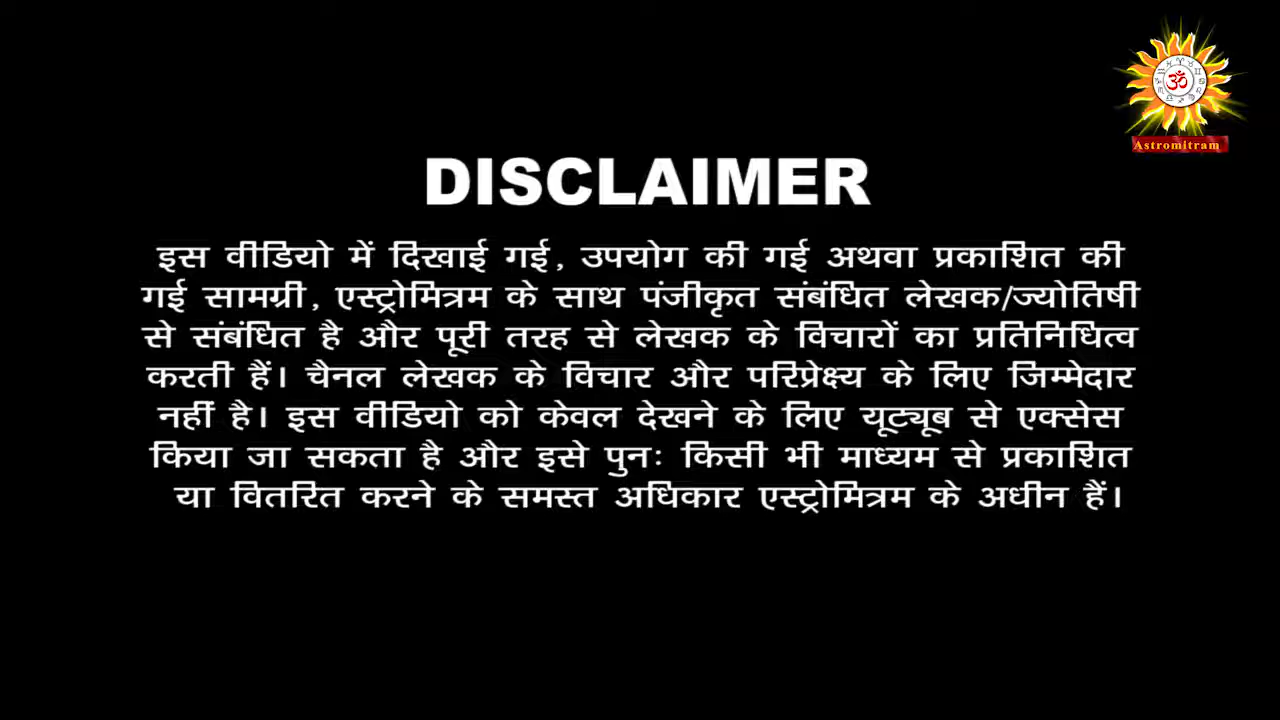 Astromitram
DISCLAIMER
इस वीडियो में दिखाई गई, उपयोग की गई अथवा प्रकाशित की
गई सामग्री, एस्ट्रोमित्रम के साथ पंजीकृत संबंधित लेखक/ज्योतिषी
से संबंधित है और पूरी तरह से लेखक के विचारों का प्रतिनिधित्व
करती हैं। चैनल लेखक के विचार और परिप्रेक्ष्य के लिए जिम्मेदार
नहीं है। इस वीडियो को केवल देखने के लिए यूट्यूब से एक्सेस
किया जा सकता है और इसे पुनः किसी भी माध्यम से प्रकाशित
या वितरित करने के समस्त अधिकार एस्ट्रोमित्रम के अधीन हैं।